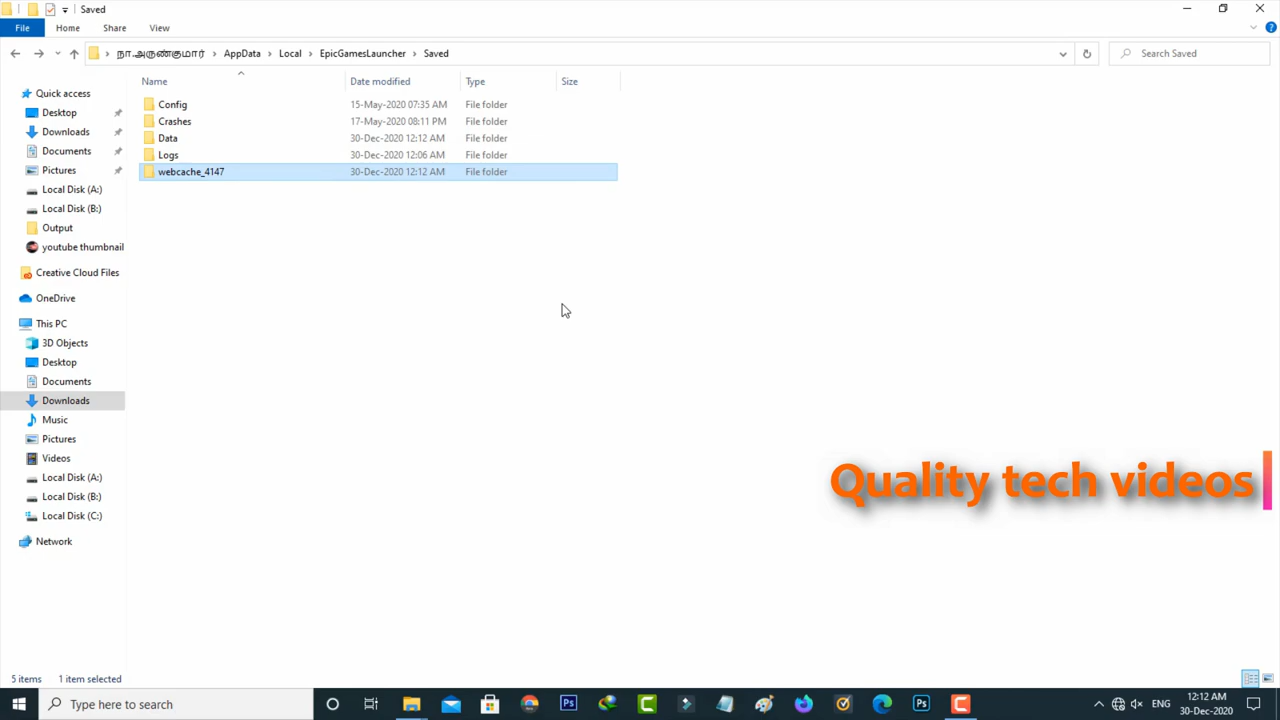 Saved
File Home Share View
நா.அருண்குமார் AppData Local EpicGamesLauncher Saved Search Saved
Name Date modified Type Size
Quick access
Desktop
Downloads
Documents
Pictures
Local Disk (A:)
Local Disk (B:)
Output
youtube thumbnail
Creative Cloud Files
OneDrive
This PC
3D Objects
Desktop
Documents
Downloads
Music
Pictures
Videos
Local Disk (A:)
Local Disk (B:)
Local Disk (C:)
Network
Config 15-May-2020 07:35 AM File folder
Crashes 17-May-2020 08:11 PM File folder
Data 30-Dec-2020 12:12 AM File folder
Logs 30-Dec-2020 12:06 AM File folder
webcache_4147 30-Dec-2020 12:12 AM File folder
Quality tech videos
5 items 1 item selected
Type here to search
Ps
Ps
ENG
12:12 AM
30-Dec-2020